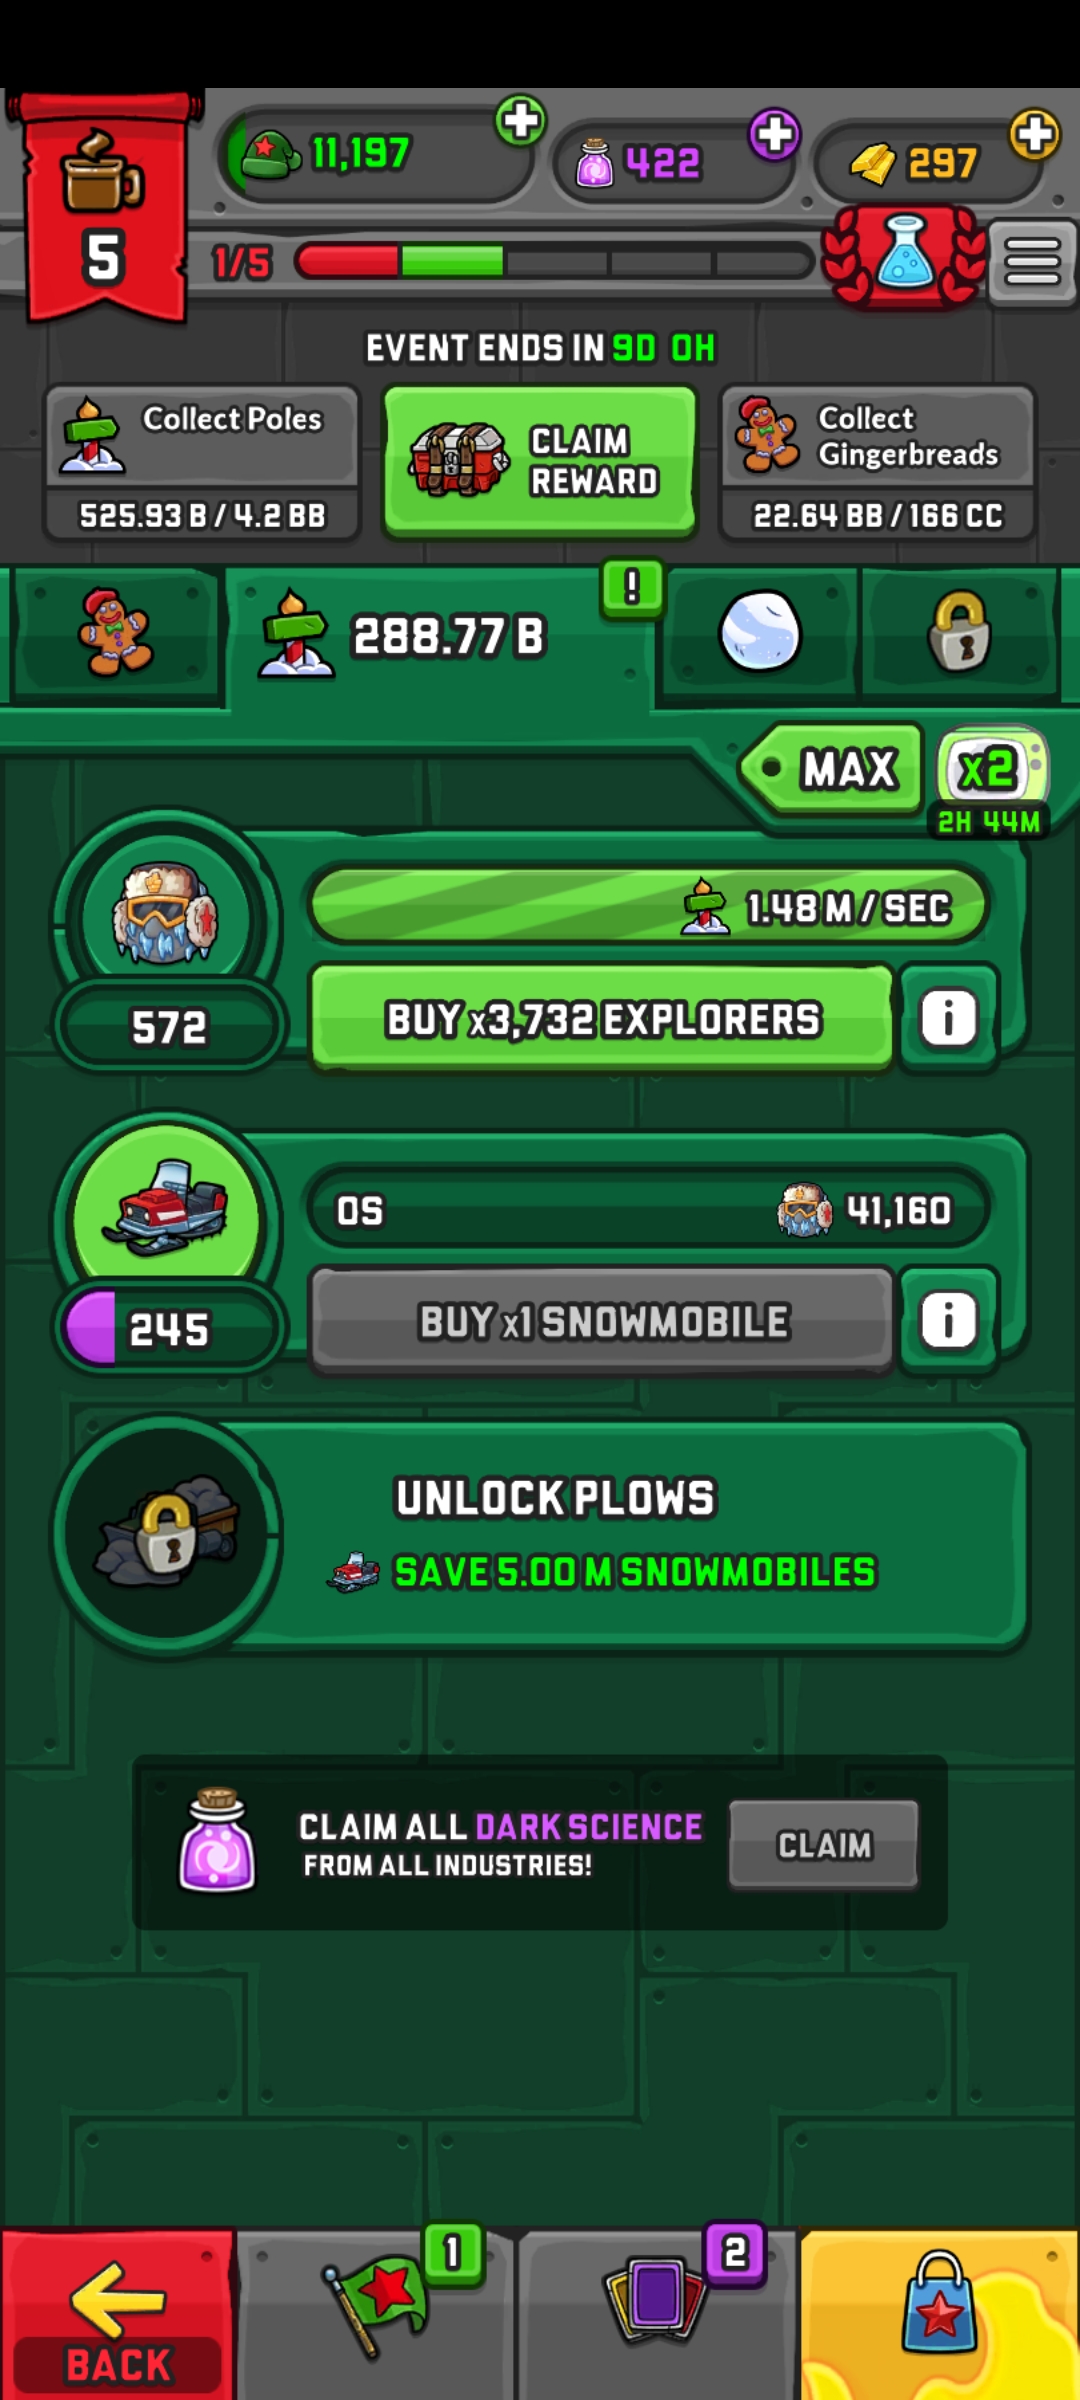 11,197
422
297
5
1/5
EVENT ENDS IN 9D 0H
Collect Poles
525.93 B / 4.2 BB
CLAIM
REWARD
Collect
Gingerbreads
22.64 BB / 166 CC
288.77 B
!
MAX
x2
2H 44M
1.48 M / SEC
572
BUY x3,732 EXPLORERS
i
0S
41,160
245
BUY x1 SNOWMOBILE
i
UNLOCK PLOWS
SAVE 5.00 M SNOWMOBILES
CLAIM ALL DARK SCIENCE
FROM ALL INDUSTRIES!
CLAIM
1
2
BACK